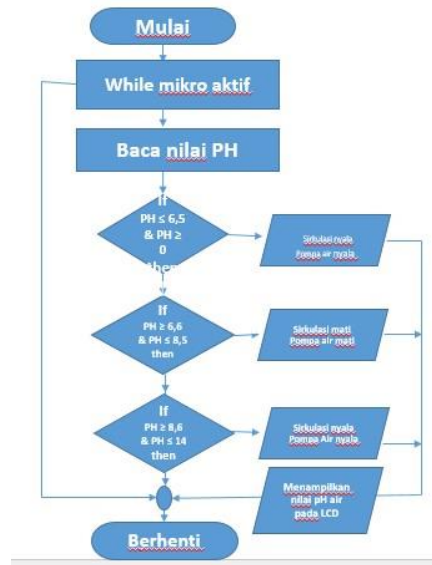 Mulai
While mikro aktif
Baca nilai PH
If
PH ≤ 6,5
& PH ≥
0
then
Sirkulasi nyala
Pompa air nyala
If
PH ≥ 6,6
& PH ≤ 8,5
then
Sirkulasi mati
Pompa air mati
If
PH ≥ 8,6
& PH ≤ 14
then
Sirkulasi nyala
Pompa Air nyala
Menampilkan
nilai pH air
pada LCD
Berhenti